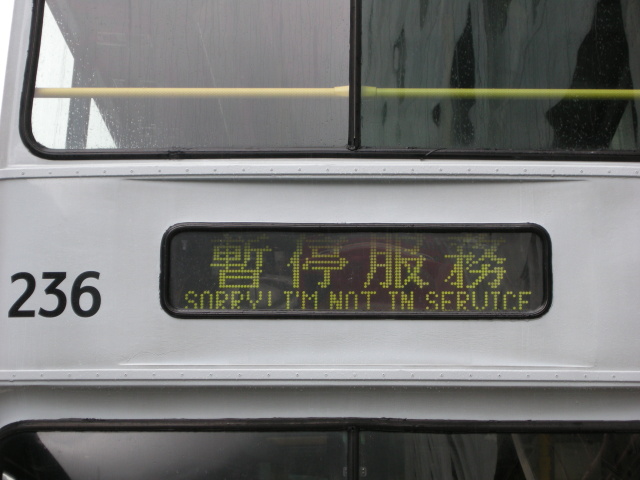 236
暫停服務
SORRY! I'M NOT IN SERVICE